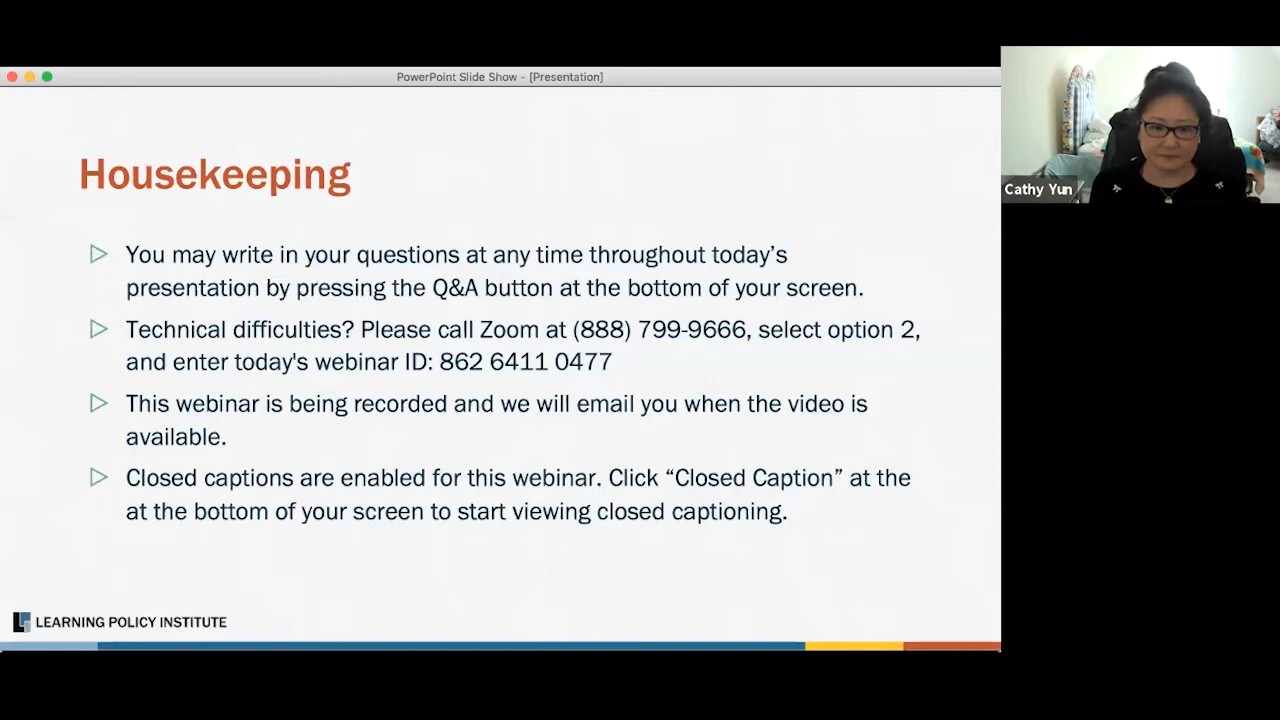 PowerPoint Slide Show - [Presentation]
Housekeeping
You may write in your questions at any time throughout today’s
presentation by pressing the Q&A button at the bottom of your screen.
Technical difficulties? Please call Zoom at (888) 799-9666, select option 2,
and enter today's webinar ID: 862 6411 0477
This webinar is being recorded and we will email you when the video is
available.
Closed captions are enabled for this webinar. Click “Closed Caption” at the
at the bottom of your screen to start viewing closed captioning.
LEARNING POLICY INSTITUTE
Cathy Yun